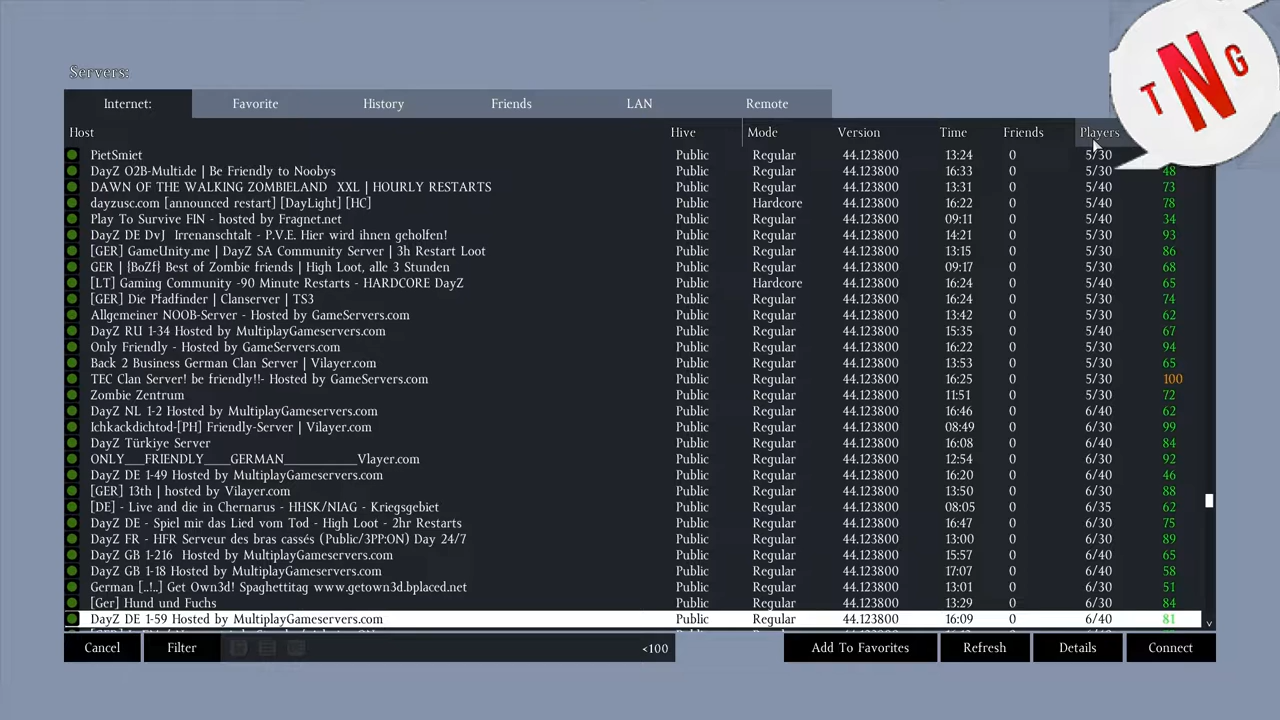 TNG
Servers:
Internet: Favorite History Friends LAN Remote
Host Hive Mode Version Time Friends Players
PietSmiet Public Regular 44.123800 13:24 0 5/30
DayZ O2B-Multi.de | Be Friendly to Noobys Public Regular 44.123800 16:33 0 5/30 48
DAWN OF THE WALKING ZOMBIELAND XXL | HOURLY RESTARTS Public Regular 44.123800 13:31 0 5/40 73
dayzusc.com [announced restart] [DayLight] [HC] Public Hardcore 44.123800 16:22 0 5/40 78
Play To Survive FIN - hosted by Fragnet.net Public Regular 44.123800 09:11 0 5/40 34
DayZ DE DvJ Irrenanschtalt - P.V.E. Hier wird ihnen geholfen! Public Regular 44.123800 14:21 0 5/30 93
[GER] GameUnity.me | DayZ SA Community Server | 3h Restart Loot Public Regular 44.123800 13:15 0 5/40 86
GER | {BoZf} Best of Zombie friends | High Loot, alle 3 Stunden Public Regular 44.123800 09:17 0 5/30 68
[LT] Gaming Community -90 Minute Restarts - HARDCORE DayZ Public Hardcore 44.123800 16:24 0 5/40 65
[GER] Die Pfadfinder | Clanserver | TS3 Public Regular 44.123800 16:24 0 5/30 74
Allgemeiner NOOB-Server - Hosted by GameServers.com Public Regular 44.123800 13:42 0 5/30 62
DayZ RU 1-34 Hosted by MultiplayGameservers.com Public Regular 44.123800 15:35 0 5/40 67
Only Friendly - Hosted by GameServers.com Public Regular 44.123800 16:22 0 5/30 94
Back 2 Business German Clan Server | Vilayer.com Public Regular 44.123800 13:53 0 5/30 65
TEC Clan Server! be friendly!!- Hosted by GameServers.com Public Regular 44.123800 16:25 0 5/30 100
Zombie Zentrum Public Regular 44.123800 11:51 0 5/30 72
DayZ NL 1-2 Hosted by MultiplayGameservers.com Public Regular 44.123800 16:46 0 6/40 62
Ichkackdichtod-[PH] Friendly-Server | Vilayer.com Public Regular 44.123800 08:49 0 6/30 99
DayZ Türkiye Server Public Regular 44.123800 16:08 0 6/40 84
ONLY___FRIENDLY____GERMAN___________Vlayer.com Public Regular 44.123800 12:54 0 6/30 92
DayZ DE 1-49 Hosted by MultiplayGameservers.com Public Regular 44.123800 16:20 0 6/40 46
[GER] 13th | hosted by Vilayer.com Public Regular 44.123800 13:50 0 6/30 88
[DE] - Live and die in Chernarus - HHSK/NIAG - Kriegsgebiet Public Regular 44.123800 08:05 0 6/35 62
DayZ DE - Spiel mir das Lied vom Tod - High Loot - 2hr Restarts Public Regular 44.123800 16:47 0 6/30 75
DayZ FR - HFR Serveur des bras cassés (Public/3PP:ON) Day 24/7 Public Regular 44.123800 13:00 0 6/30 89
DayZ GB 1-216 Hosted by MultiplayGameservers.com Public Regular 44.123800 15:57 0 6/40 65
DayZ GB 1-18 Hosted by MultiplayGameservers.com Public Regular 44.123800 17:07 0 6/40 58
German [..!..] Get Own3d! Spaghettitag www.getown3d.bplaced.net Public Regular 44.123800 13:01 0 6/30 51
[Ger] Hund und Fuchs Public Regular 44.123800 13:29 0 6/30 84
DayZ DE 1-59 Hosted by MultiplayGameservers.com Public Regular 44.123800 16:09 0 6/40 81
Cancel Filter <100 Add To Favorites Refresh Details Connect